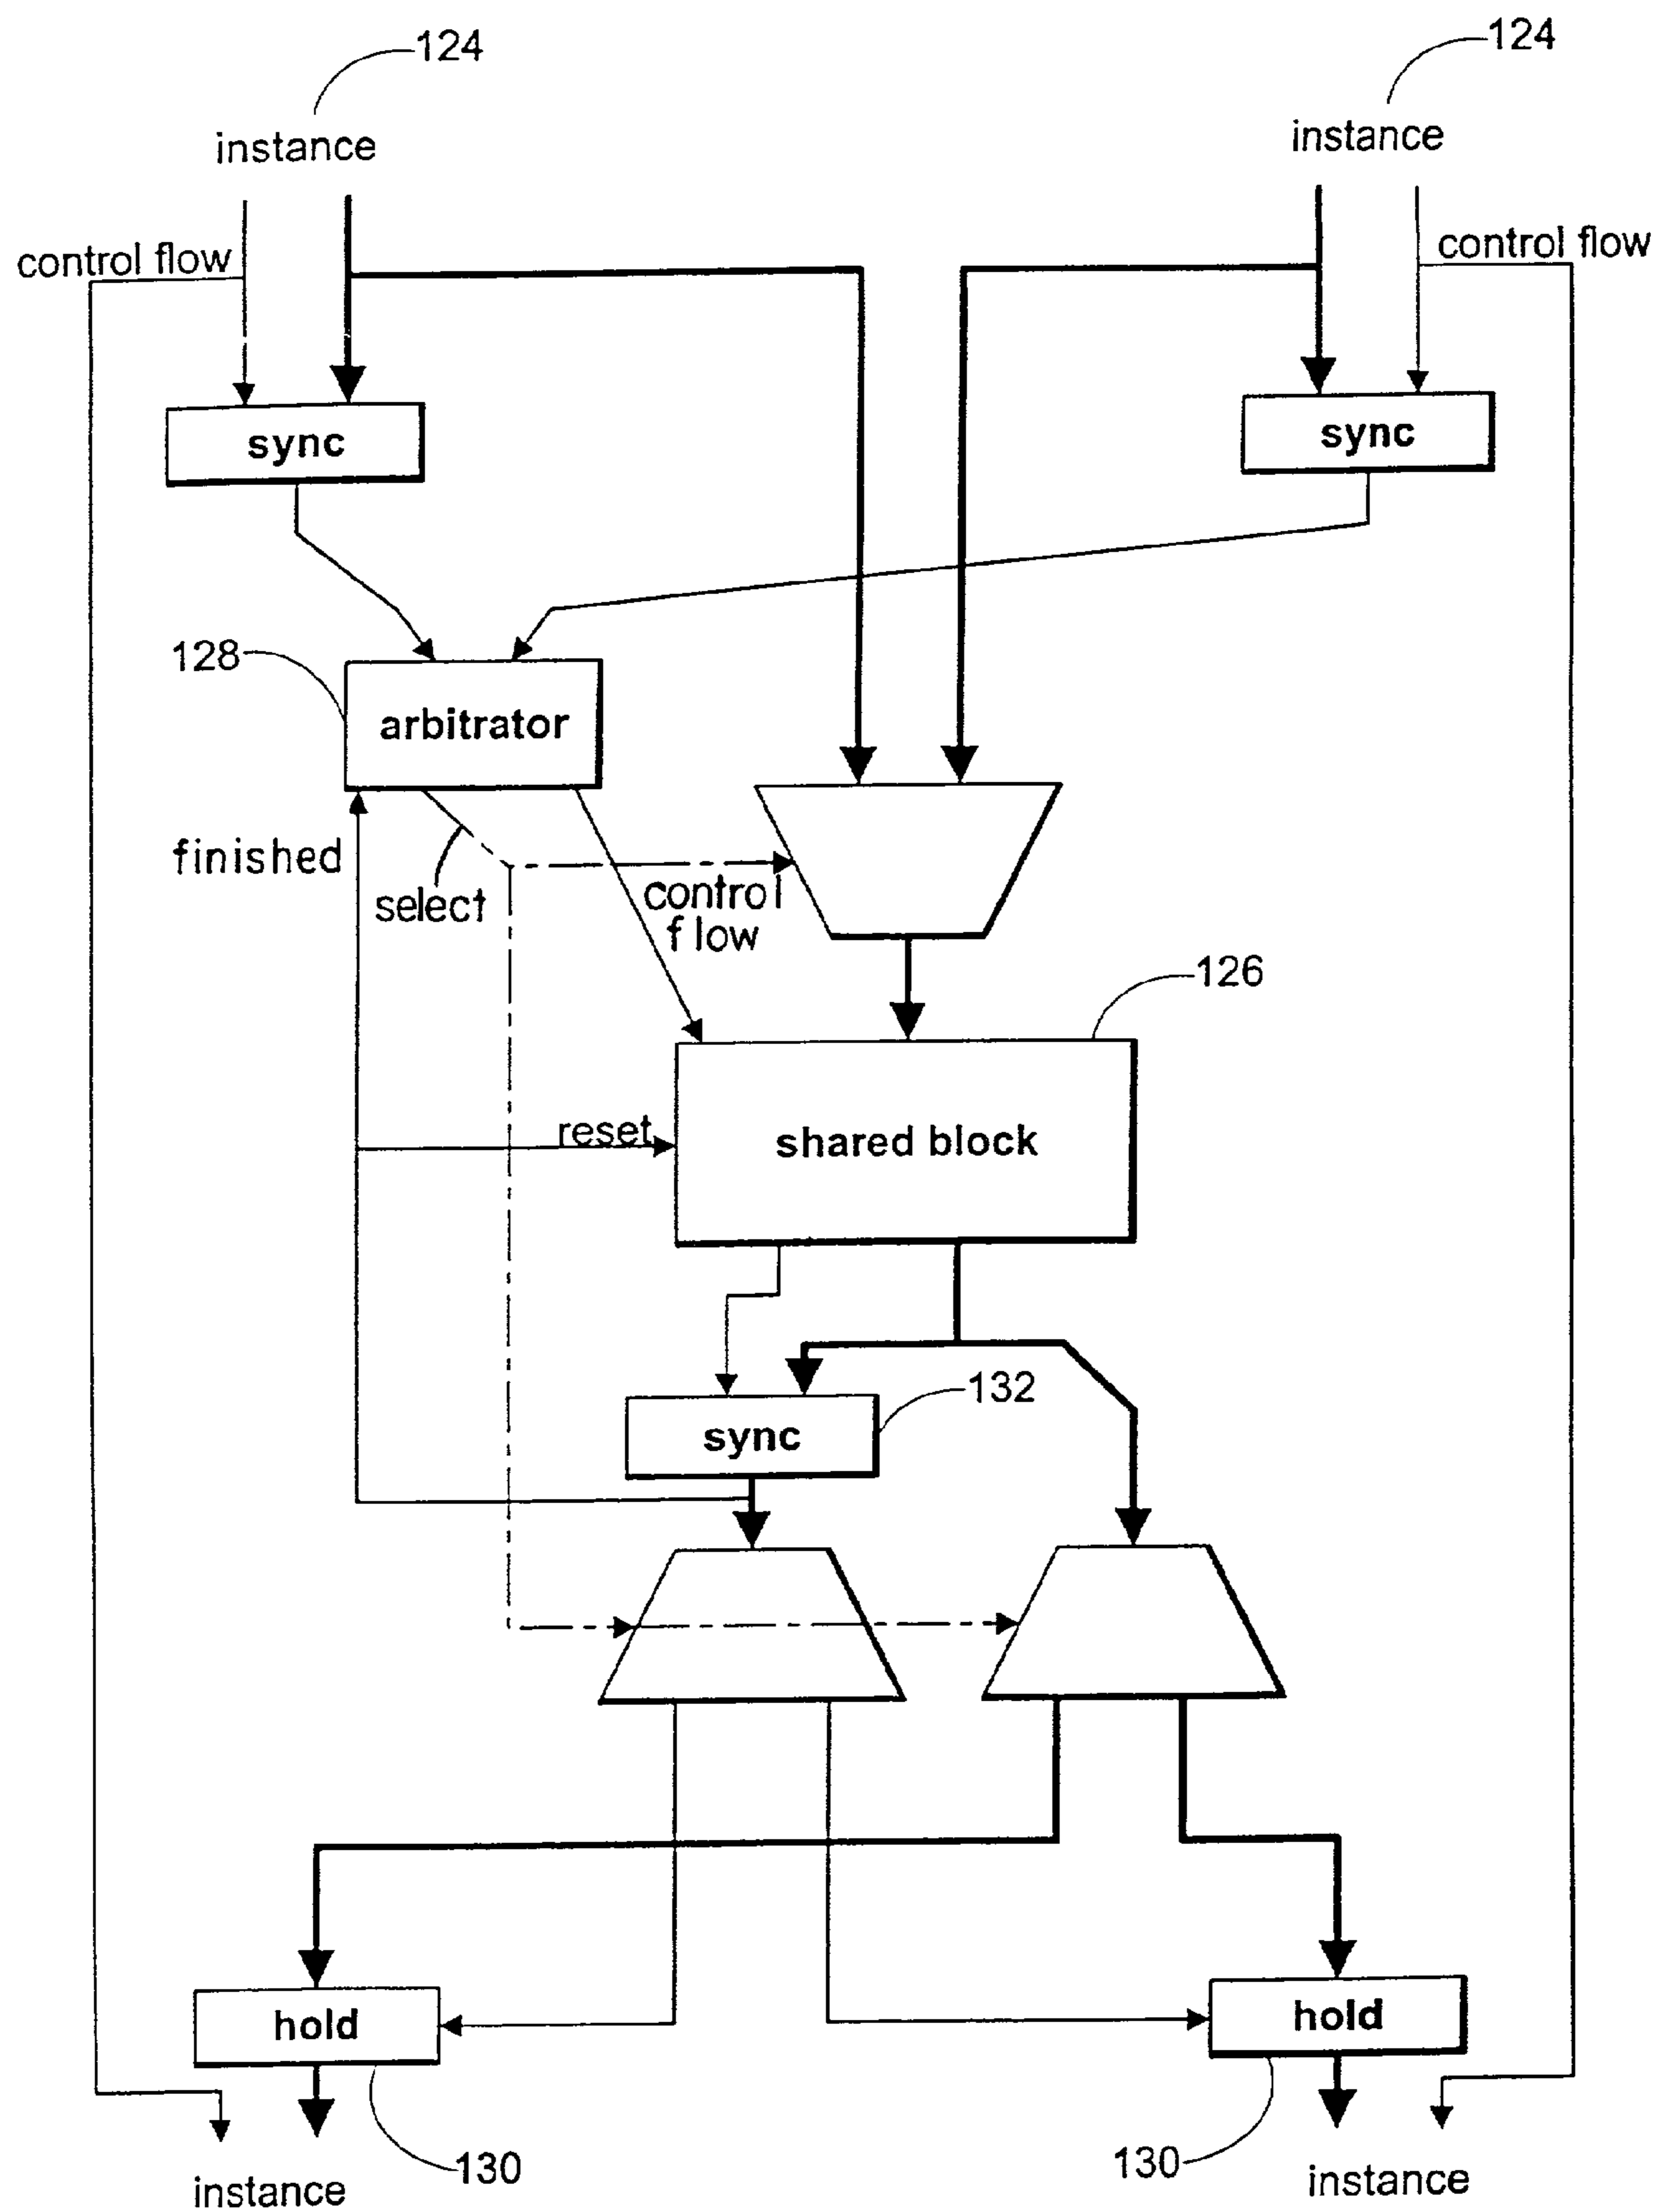 124
124
instance
instance
control flow
control flow
sync
sync
128
arbitrator
finished
select
control
flow
126
reset
shared block
132
sync
hold
hold
130
130
instance
instance